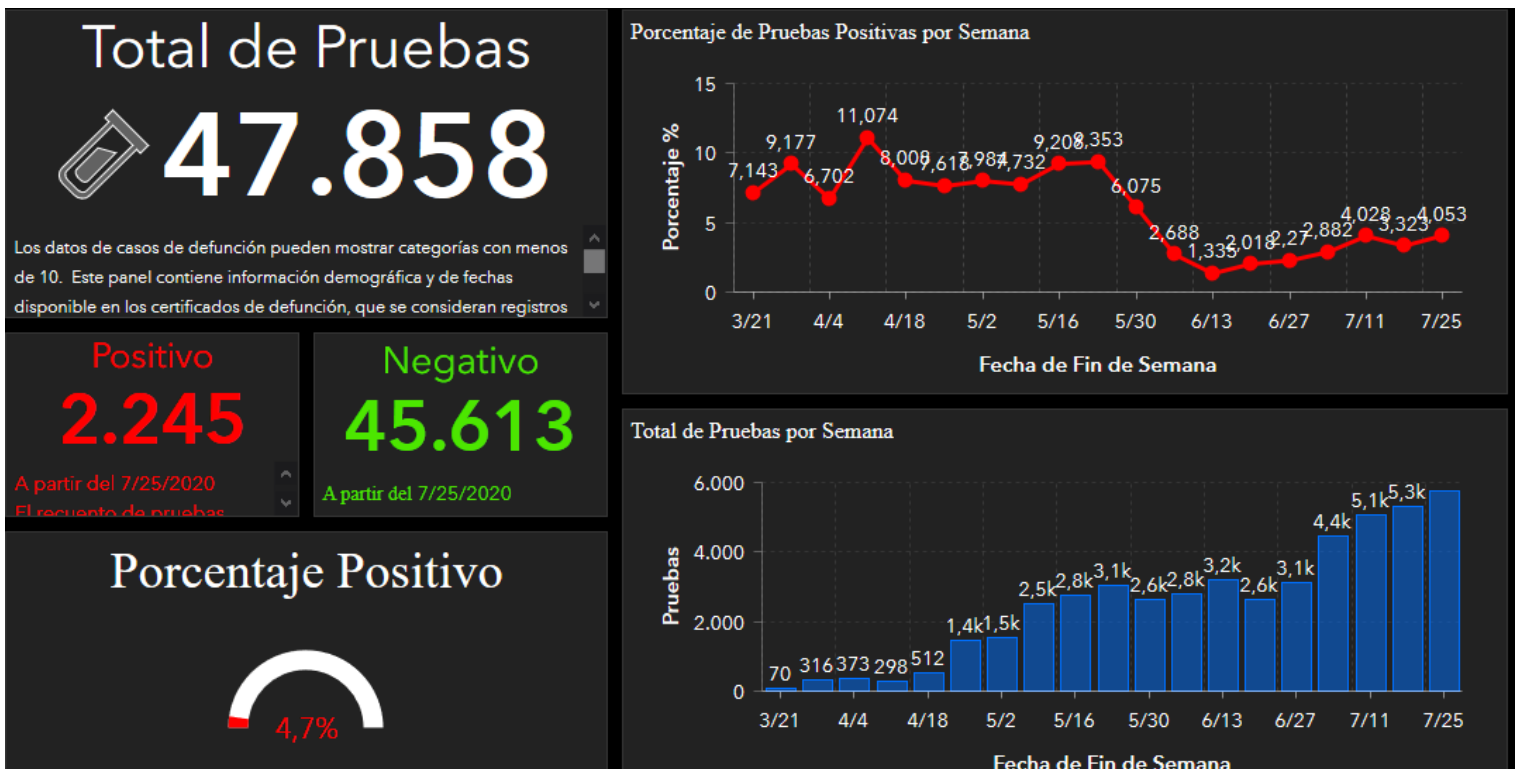 Total de Pruebas
47.858
Los datos de casos de defunción pueden mostrar categorías con menos
de 10. Este panel contiene información demográfica y de fechas
disponible en los certificados de defunción, que se consideran registros
Positivo
2.245
A partir del 7/25/2020
El recuento de pruebas
Negativo
45.613
A partir del 7/25/2020
Porcentaje Positivo
4,7%
Porcentaje de Pruebas Positivas por Semana
Porcentaje %
15
10
5
0
7,143
9,177
6,702
11,074
8,008
7,618
7,984
7,732
9,208
9,353
6,075
2,688
1,335
2,018
2,27
2,882
4,028
3,323
4,053
3/21 4/4 4/18 5/2 5/16 5/30 6/13 6/27 7/11 7/25
Fecha de Fin de Semana
Total de Pruebas por Semana
Pruebas
6.000
4.000
2.000
0
70 316 373 298 512 1,4k 1,5k 2,5k 2,8k 3,1k 2,6k 2,8k 3,2k 2,6k 3,1k 4,4k 5,1k 5,3k
3/21 4/4 4/18 5/2 5/16 5/30 6/13 6/27 7/11 7/25
Fecha de Fin de Semana